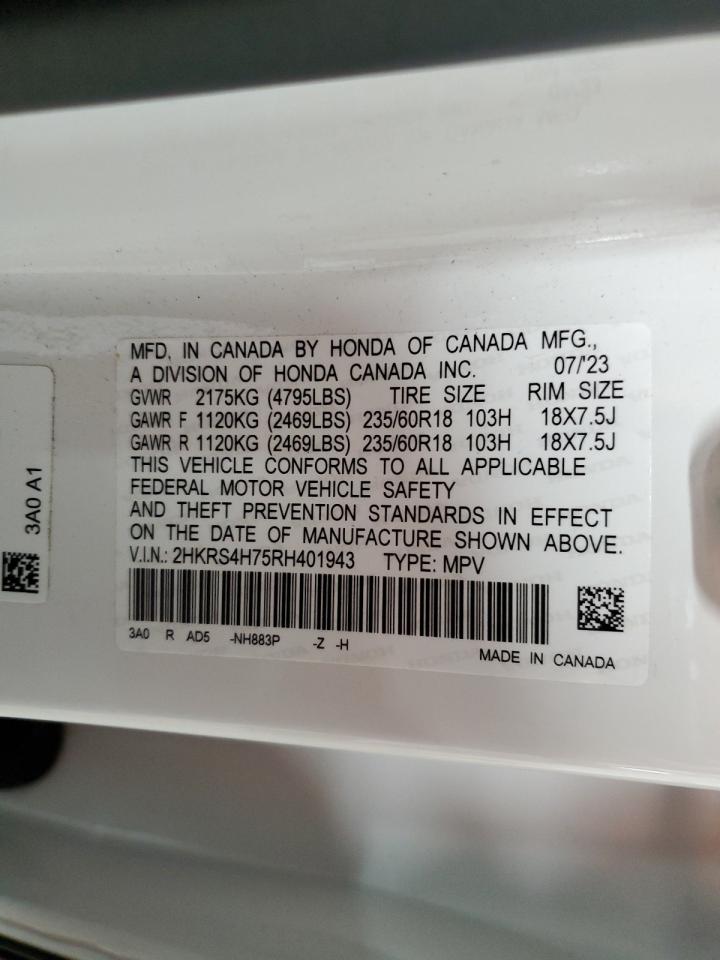 MFD. IN CANADA BY HONDA OF CANADA MFG.,
A DIVISION OF HONDA CANADA INC. 07/'23
GVWR 2175KG (4795LBS) TIRE SIZE RIM SIZE
GAWR F 1120KG (2469LBS) 235/60R18 103H 18X7.5J
GAWR R 1120KG (2469LBS) 235/60R18 103H 18X7.5J
THIS VEHICLE CONFORMS TO ALL APPLICABLE
FEDERAL MOTOR VEHICLE SAFETY
AND THEFT PREVENTION STANDARDS IN EFFECT
ON THE DATE OF MANUFACTURE SHOWN ABOVE.
V.I.N.: 2HKRS4H75RH401943 TYPE: MPV
3A0 R AD5 -NH883P -Z -H
MADE IN CANADA
3A0 A1